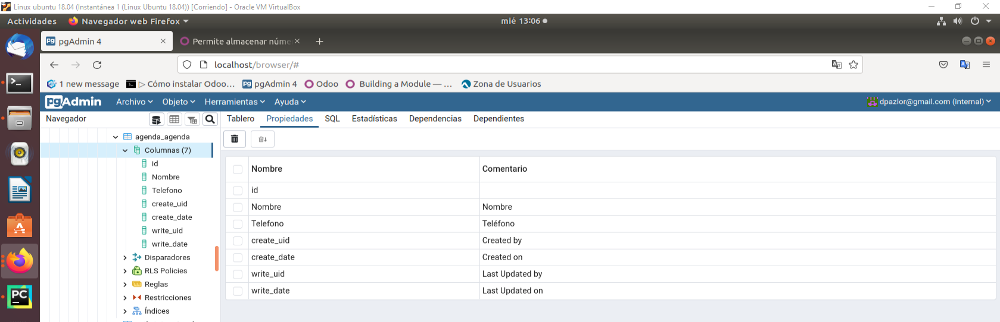 Linux ubuntu 18.04 (Instantánea 1 (Linux Ubuntu 18.04)) [Corriendo] - Oracle VM VirtualBox
Actividades Navegador web Firefox mié 13:06
pgAdmin 4 Permite almacenar núme
localhost/browser/#
1 new message Cómo instalar Odoo... pgAdmin 4 Odoo Building a Module — ... Zona de Usuarios
pgAdmin Archivo Objeto Herramientas Ayuda dpazlor@gmail.com (internal)
Navegador Tablero Propiedades SQL Estadísticas Dependencias Dependientes
agenda_agenda
Columnas (7)
id
Nombre
Telefono
create_uid
create_date
write_uid
write_date
Disparadores
RLS Policies
Reglas
Restricciones
Índices
Nombre Comentario
id
Nombre Nombre
Telefono Teléfono
create_uid Created by
create_date Created on
write_uid Last Updated by
write_date Last Updated on